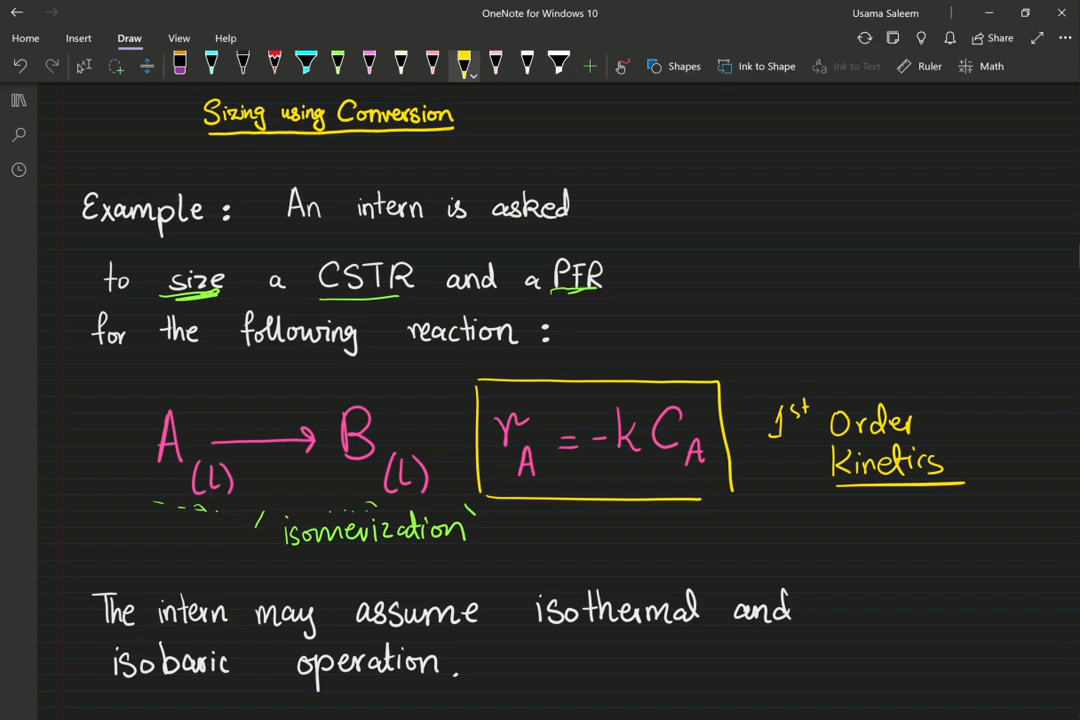 OneNote for Windows 10
Usama Saleem
Home Insert Draw View Help
Share
Shapes Ink to Shape Ink to Text Ruler Math
Sizing using Conversion
Example : An intern is asked
to size a CSTR and a PFR
for the following reaction :
A(l) → B(l) r_A = -k C_A 1st Order
Kinetics
'isomerization'
The intern may assume isothermal and
isobaric operation.